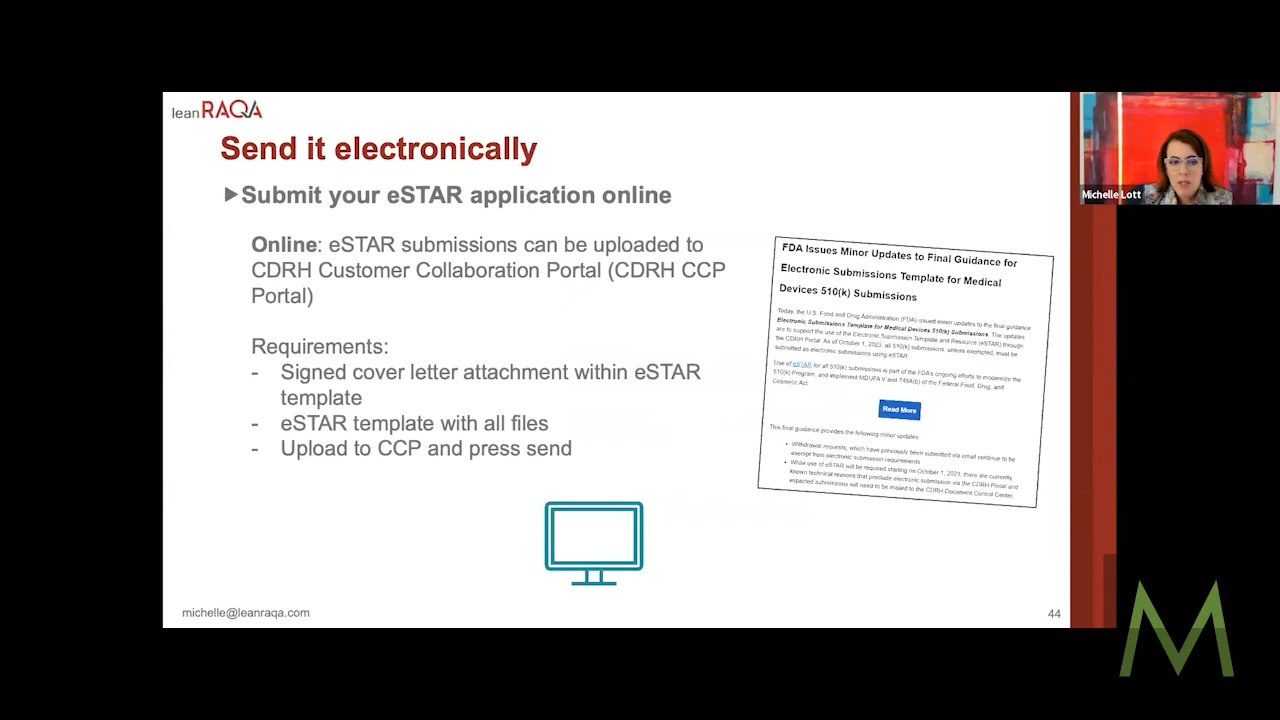 lean RAQA
Send it electronically
Submit your eSTAR application online
Online: eSTAR submissions can be uploaded to
CDRH Customer Collaboration Portal (CDRH CCP
Portal)
Requirements:
- Signed cover letter attachment within eSTAR
template
- eSTAR template with all files
- Upload to CCP and press send
FDA Issues Minor Updates to Final Guidance for
Electronic Submissions Template for Medical
Devices 510(k) Submissions
Today, the U.S. Food and Drug Administration (FDA) issued minor updates to the final guidance
Electronic Submissions Template for Medical Devices 510(k) Submissions. The updates
are to support the use of the Electronic Submission Template and Resource (eSTAR) through
the CDRH Portal. As of October 1, 2023, all 510(k) submissions, unless exempted, must be
submitted as electronic submissions using eSTAR.
Use of eSTAR for all 510(k) submissions is part of the FDA's ongoing efforts to modernize the
510(k) Program, and implement MDUFA V and 745A(b) of the Federal Food, Drug, and
Cosmetic Act.
Read More
This final guidance provides the following minor updates:
• Withdrawal requests, which have previously been submitted via email continue to be
exempt from electronic submission requirements
• While use of eSTAR will be required starting on October 1, 2023, there are currently
known technical reasons that preclude electronic submission via the CDRH Portal and
impacted submissions will need to be mailed to the CDRH Document Control Center.
michelle@leanraqa.com
44
Michelle Lott
M